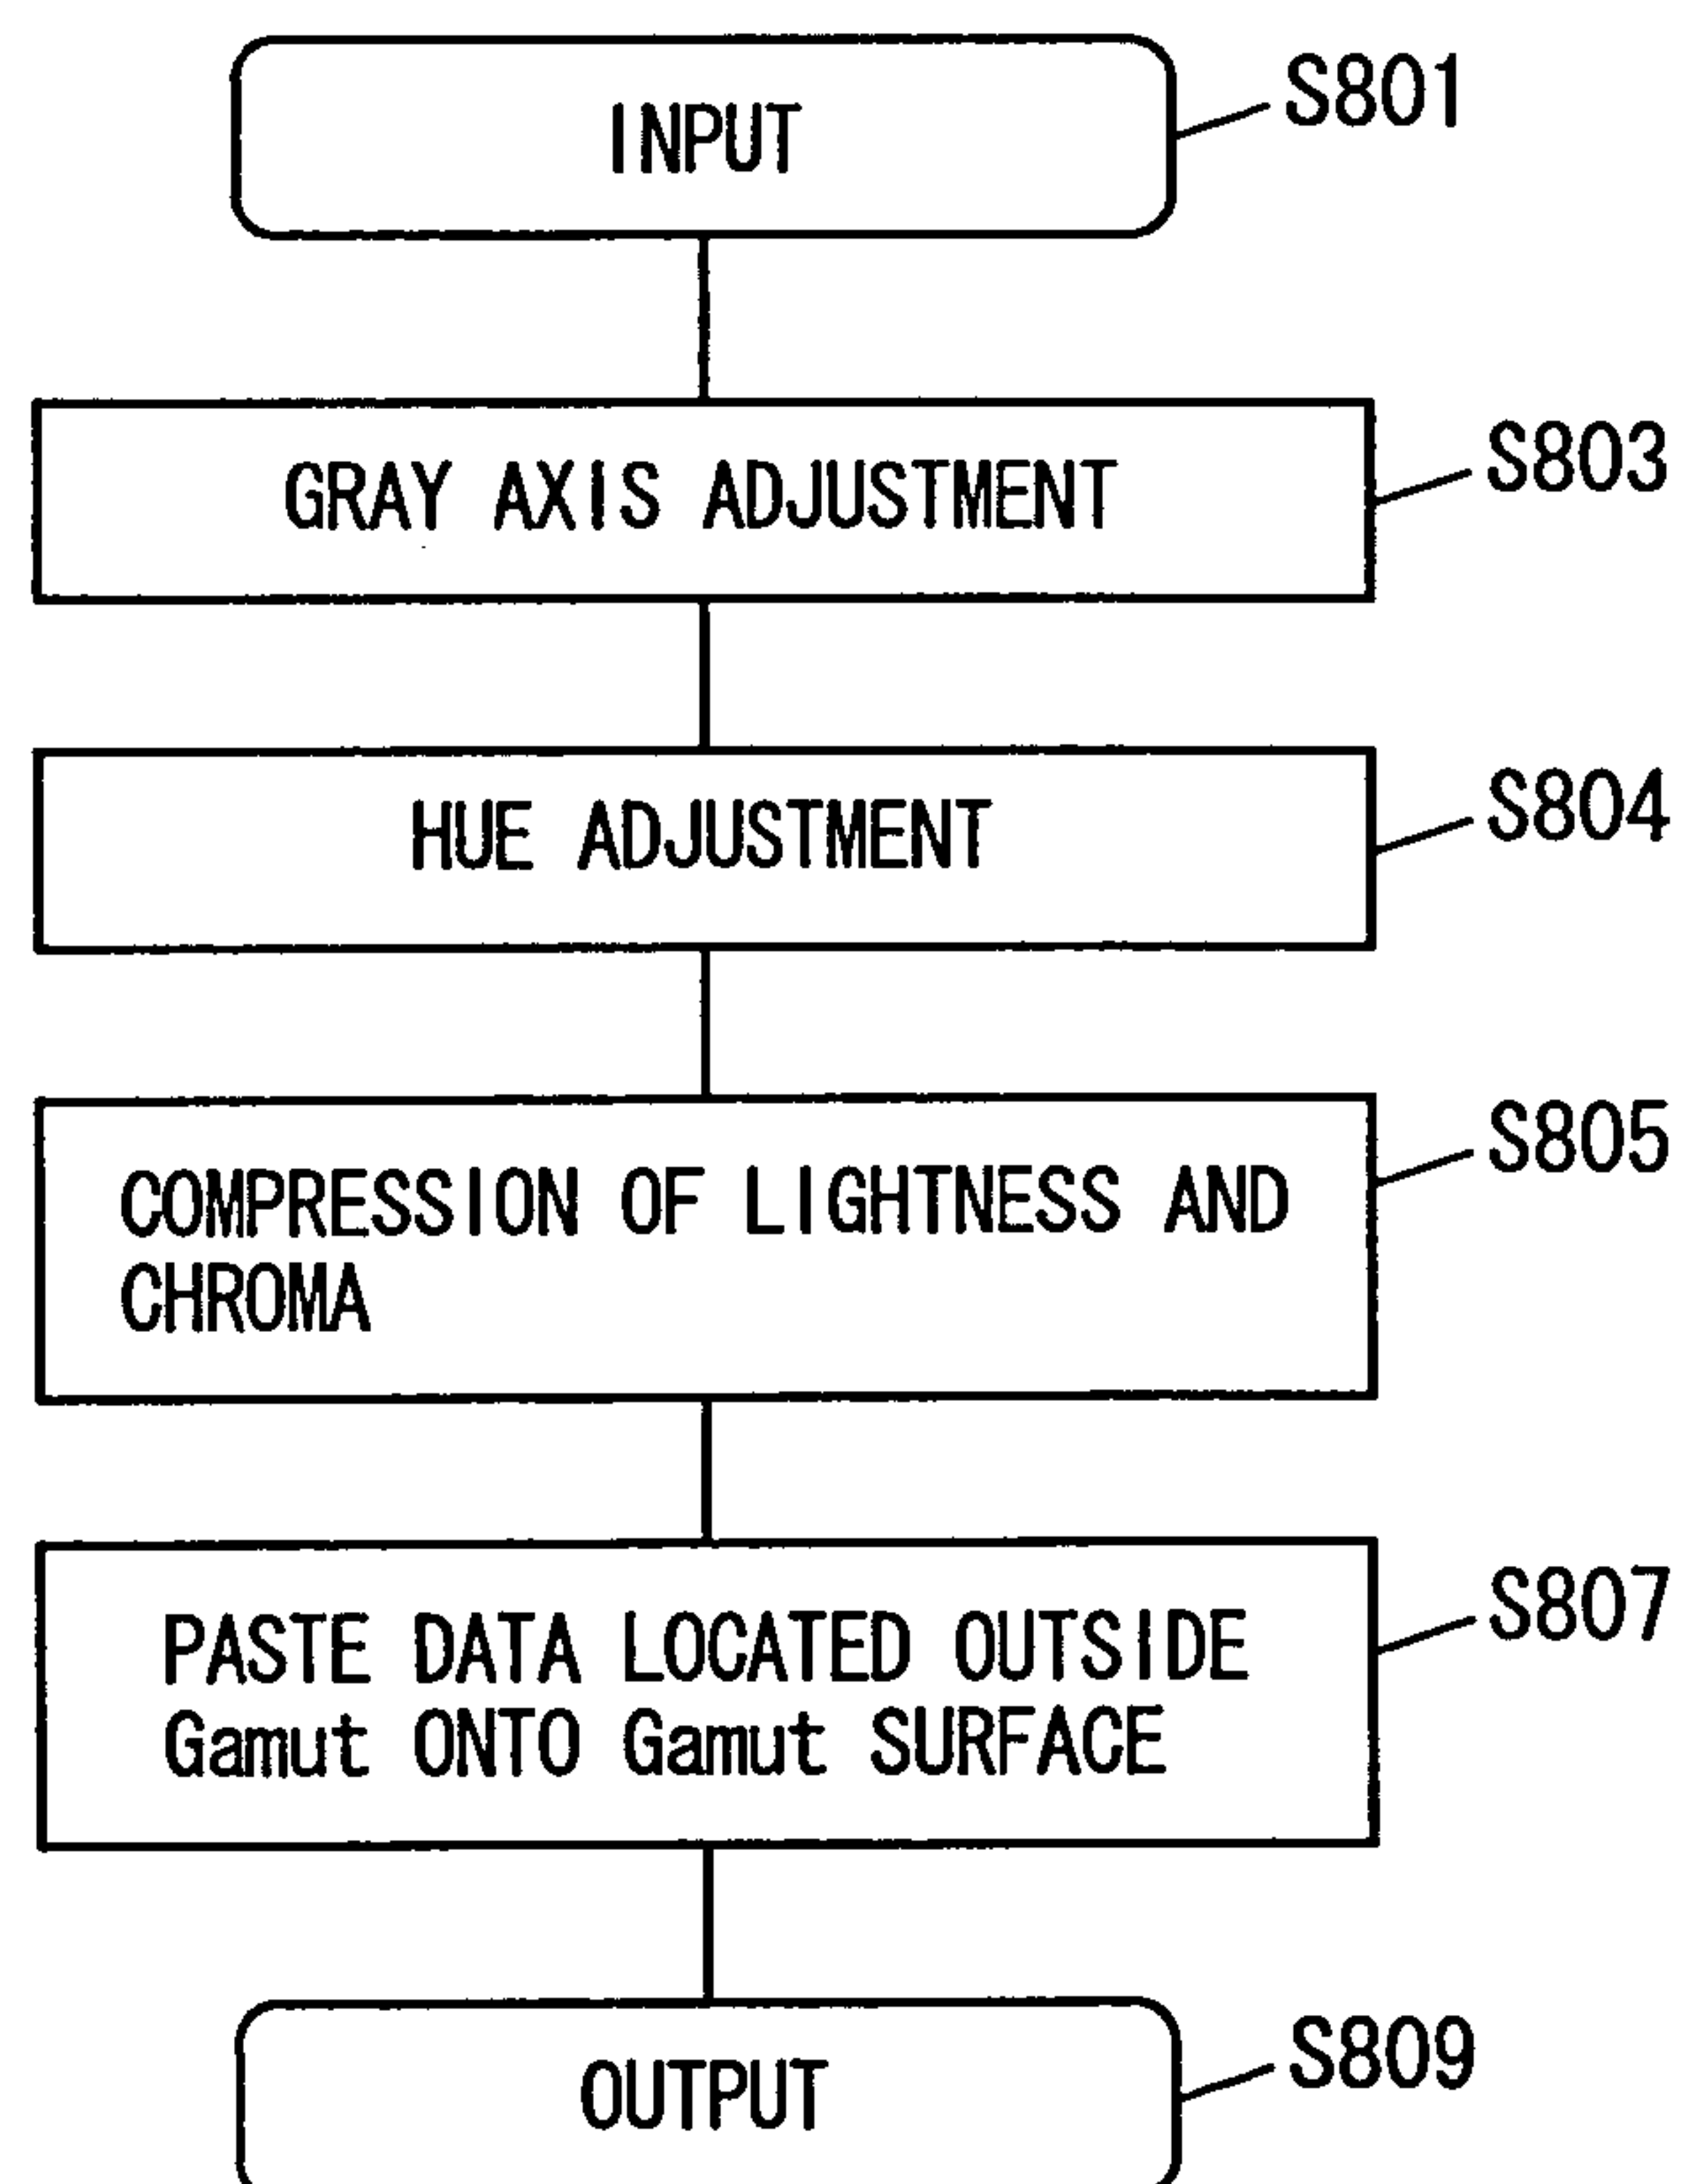 INPUT
S801
GRAY AXIS ADJUSTMENT
S803
HUE ADJUSTMENT
S804
COMPRESSION OF LIGHTNESS AND
CHROMA
S805
PASTE DATA LOCATED OUTSIDE
Gamut ONTO Gamut SURFACE
S807
OUTPUT
S809